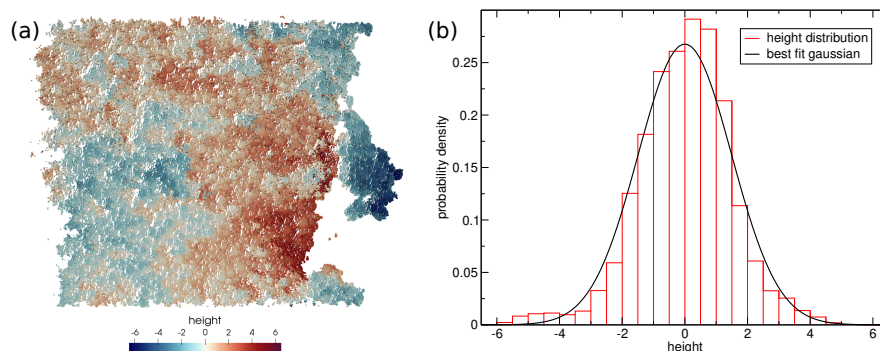 (a)
height
-6 -4 -2 0 2 4 6
(b)
height distribution
best fit gaussian
probability density
0.25
0.2
0.15
0.1
0.05
0
-6 -4 -2 0 2 4 6
height